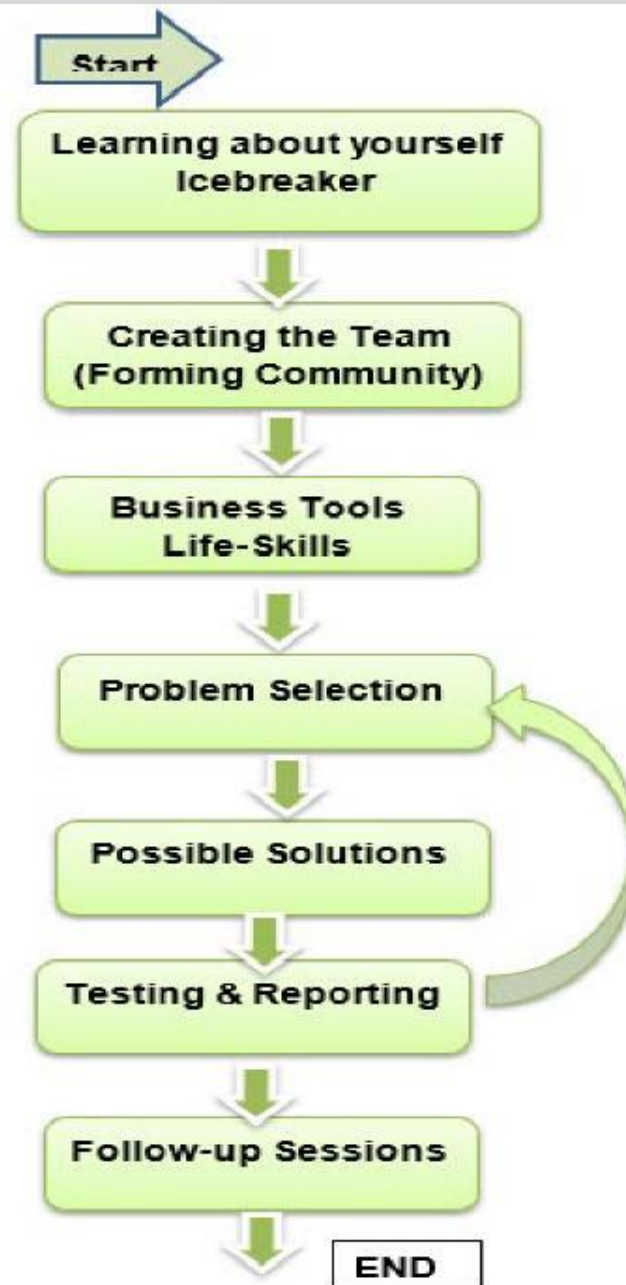 Start
Learning about yourself
Icebreaker
Creating the Team
(Forming Community)
Business Tools
Life-Skills
Problem Selection
Possible Solutions
Testing & Reporting
Follow-up Sessions
END